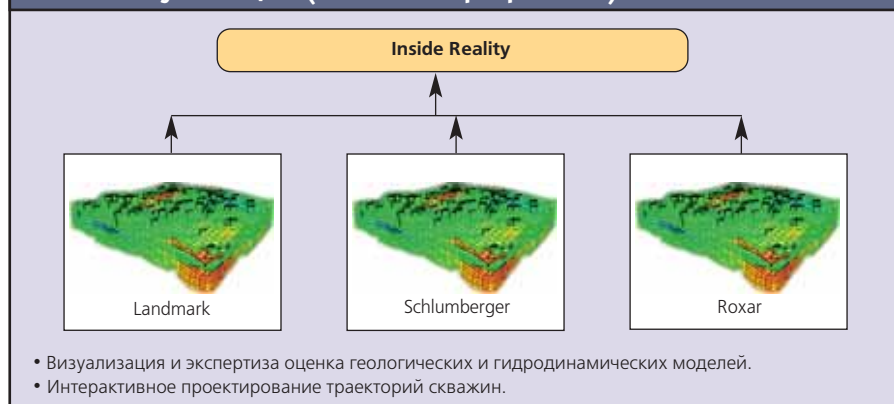 Inside Reality
Landmark
Schlumberger
Roxar
• Визуализация и экспертиза оценка геологических и гидродинамических моделей.
• Интерактивное проектирование траекторий скважин.